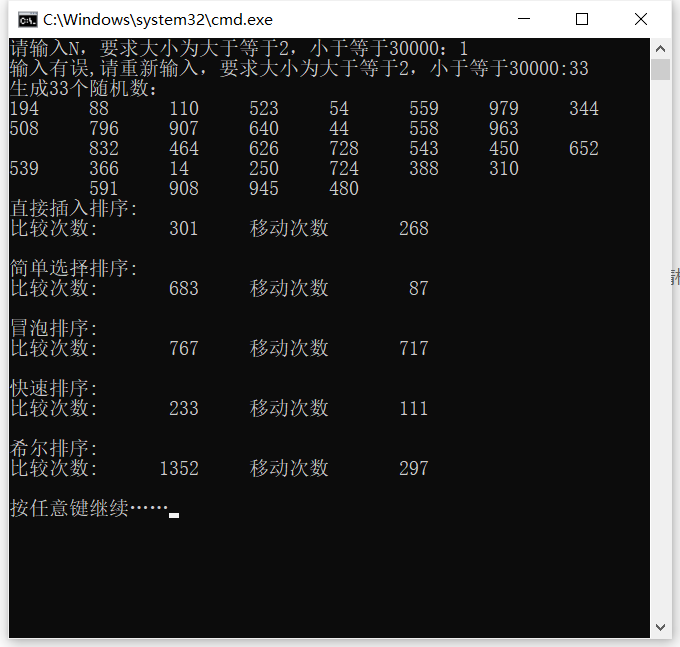 C:\Windows\system32\cmd.exe
请输入N，要求大小为大于等于2，小于等于30000：1
输入有误,请重新输入，要求大小为大于等于2，小于等于30000:33
生成33个随机数：
194 88 110 523 54 559 979 344
508 796 907 640 44 558 963
832 464 626 728 543 450 652
539 366 14 250 724 388 310
591 908 945 480
直接插入排序:
比较次数: 301 移动次数 268
简单选择排序:
比较次数: 683 移动次数 87
冒泡排序:
比较次数: 767 移动次数 717
快速排序:
比较次数: 233 移动次数 111
希尔排序:
比较次数: 1352 移动次数 297
按任意键继续……